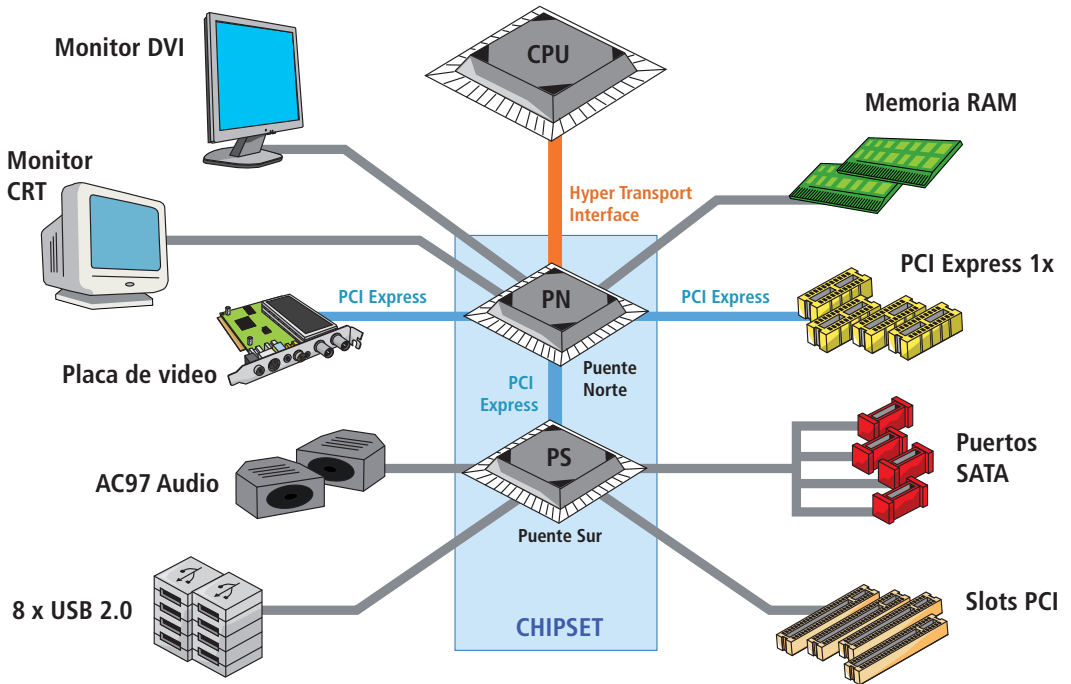 Monitor DVI
CPU
Memoria RAM
Monitor
CRT
Hyper Transport
Interface
PCI Express 1x
PCI Express
PN
PCI Express
Placa de video
Puente
Norte
PCI
Express
AC97 Audio
PS
Puertos
SATA
Puente Sur
8 x USB 2.0
Slots PCI
CHIPSET